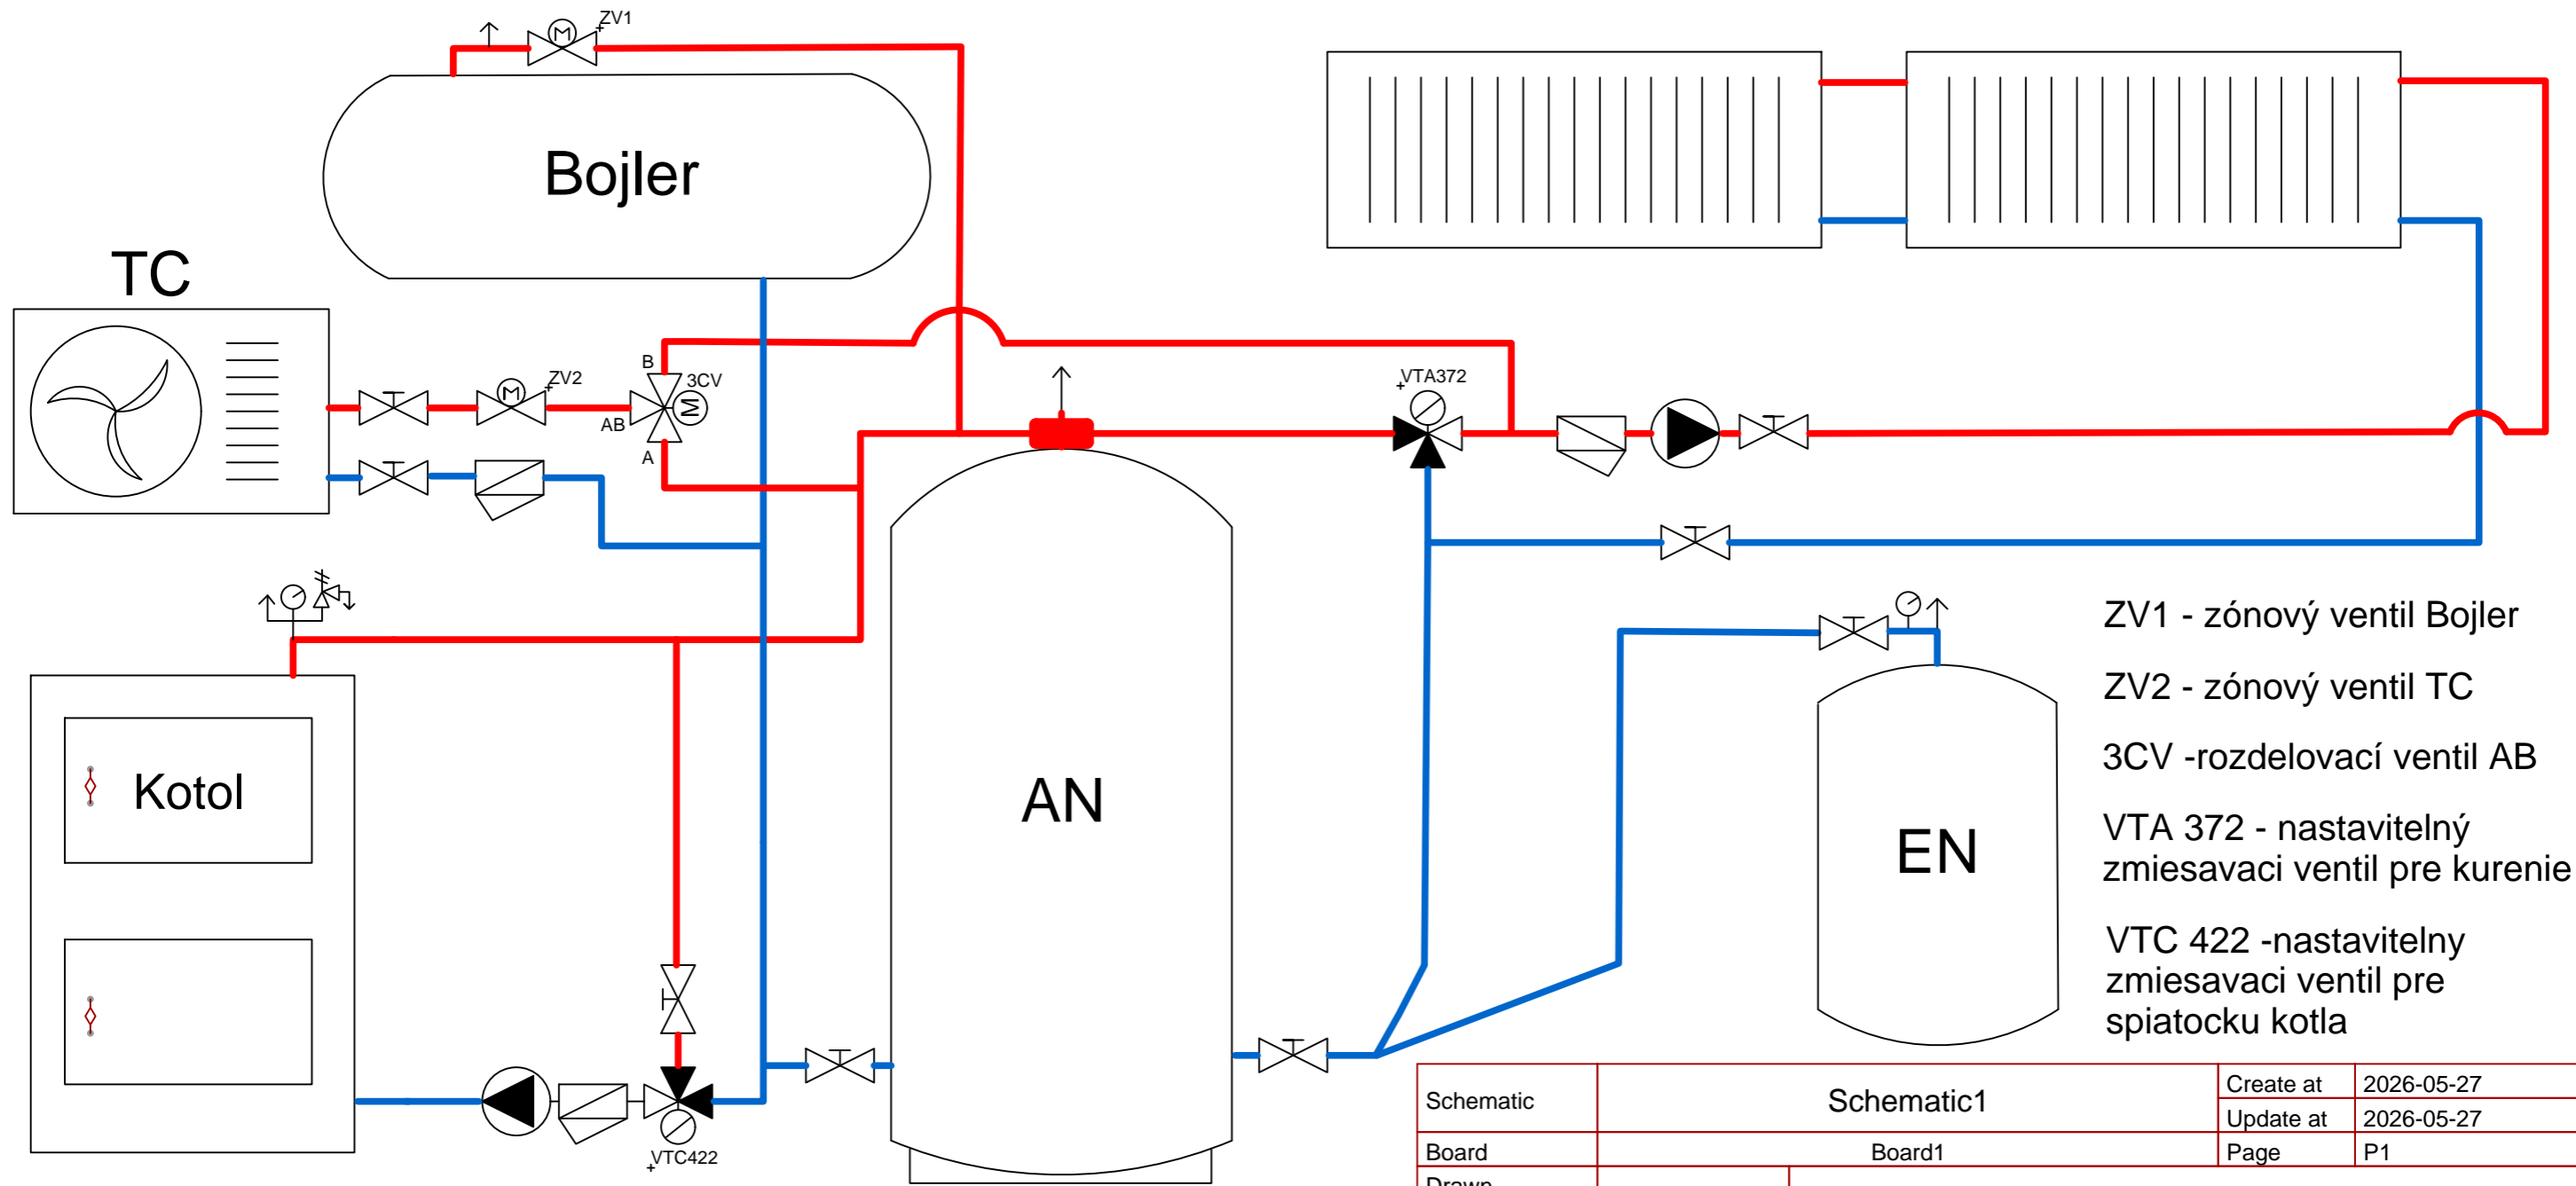 ZV1
Bojler
TC
ZV2
B
3CV
AB
A
VTA372
Kotol
AN
EN
VTC422
ZV1 - zónový ventil Bojler
ZV2 - zónový ventil TC
3CV -rozdelovací ventil AB
VTA 372 - nastavitelný
zmiesavaci ventil pre kurenie
VTC 422 -nastavitelny
zmiesavaci ventil pre
spiatocku kotla
Schematic Schematic1 Create at 2026-05-27
Update at 2026-05-27
Board Board1 Page P1
Drawn